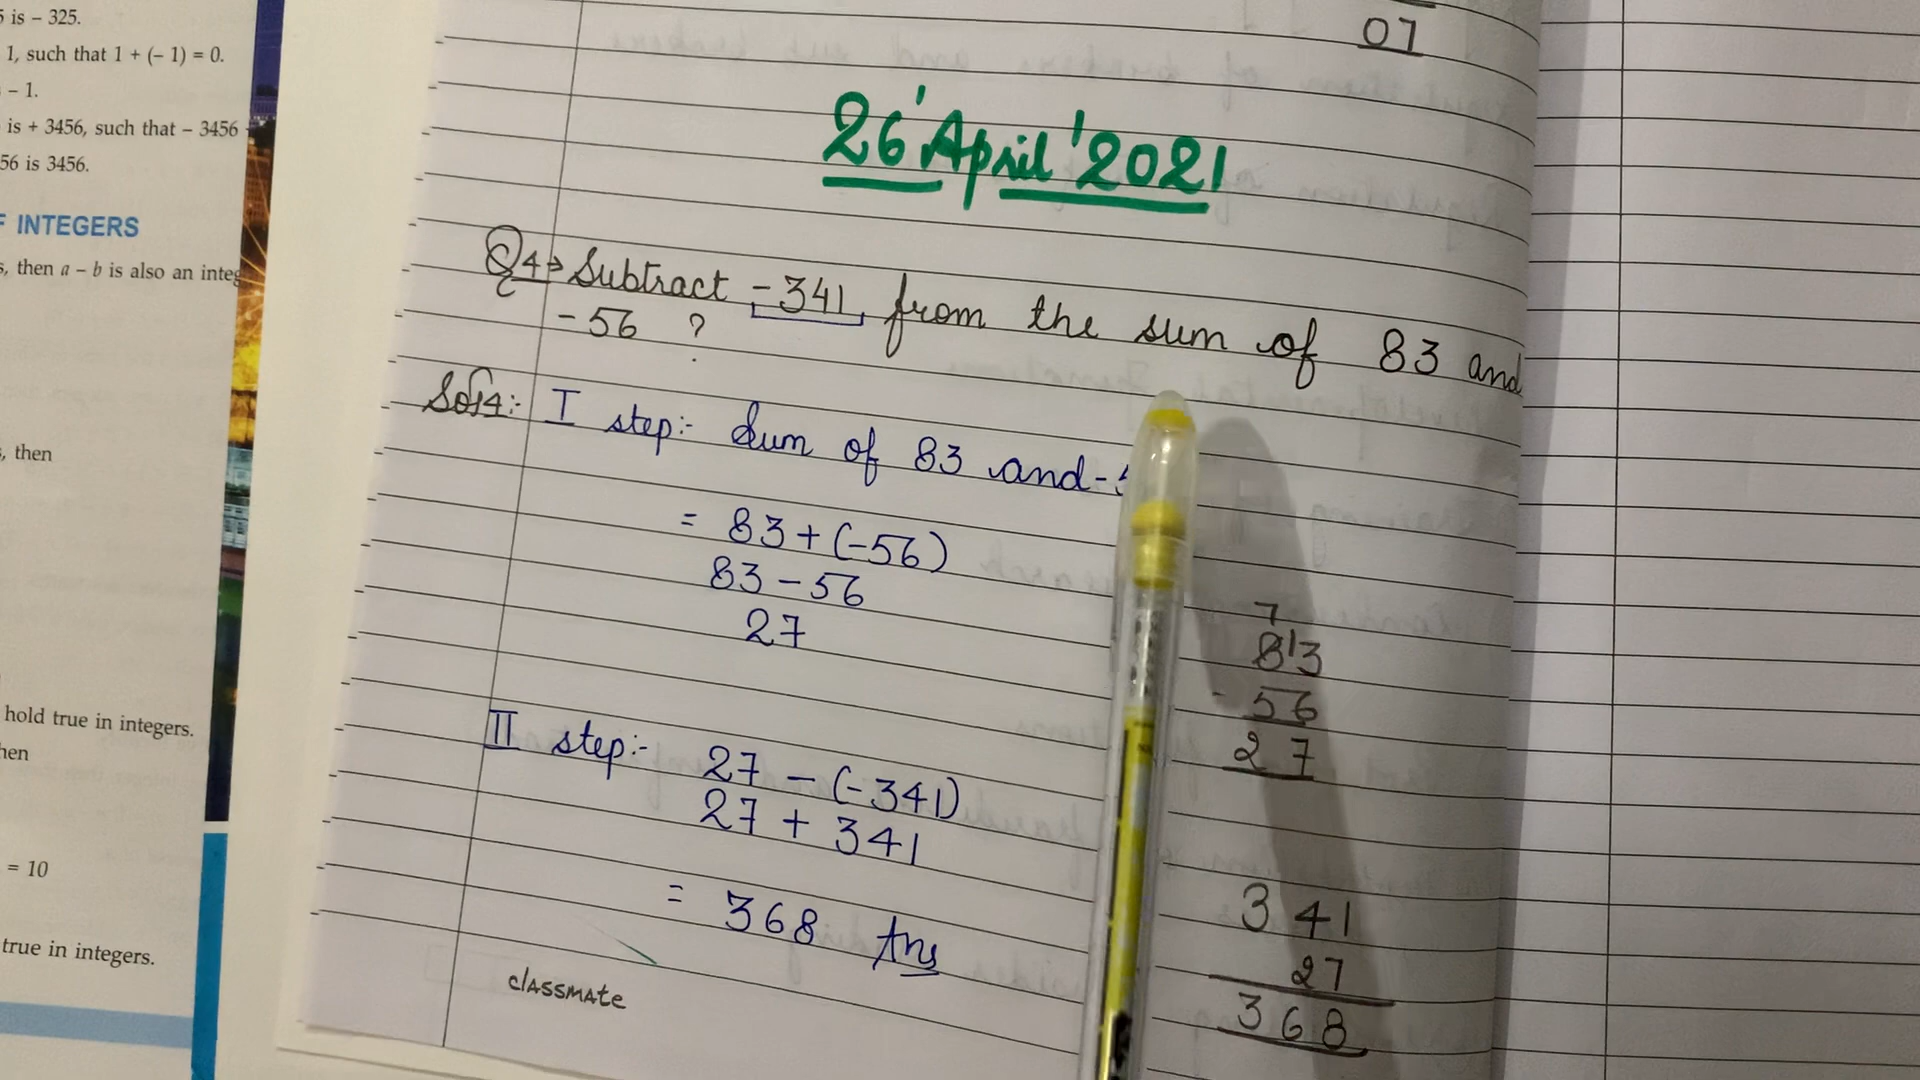 is - 325.
1, such that 1 + (- 1) = 0.
- 1.
is + 3456, such that - 3456
56 is 3456.
INTEGERS
, then a - b is also an integ
, then
hold true in integers.
hen
= 10
true in integers.
07
26' April' 2021
Q4→ Subtract -341 from the sum of 83 and
-56 ?
Sol4:- I step:- Sum of 83 and -
= 83+(-56)
83-56
27
7
8 13
- 56
27
II step:- 27-(-341)
27+341
= 368 Ans
341
27
368
classmate